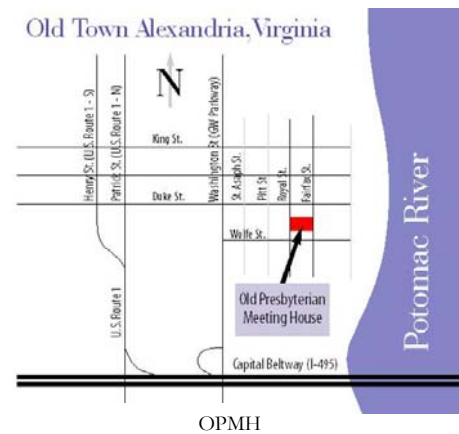 Old Town Alexandria, Virginia
N
Henry St. (U.S. Route 1 - S)
Patrick St. (U.S. Route 1 - N)
Washington St (GW Parkway)
St. Asaph St.
Pitt St
Royal St.
Fairfax St.
King St.
Duke St.
Wolfe St.
Old Presbyterian
Meeting House
U.S. Route 1
Capital Beltway (I-495)
Potomac River
OPMH